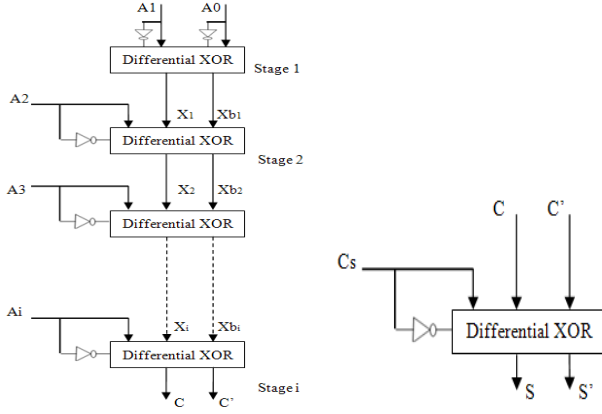 A1 A0
Differential XOR
Stage 1
A2
X1 Xb1
Differential XOR
Stage 2
A3
X2 Xb2
Differential XOR
Ai
Xi Xbi
Differential XOR
C C'
Stage i
C C'
Cs
Differential XOR
S S'